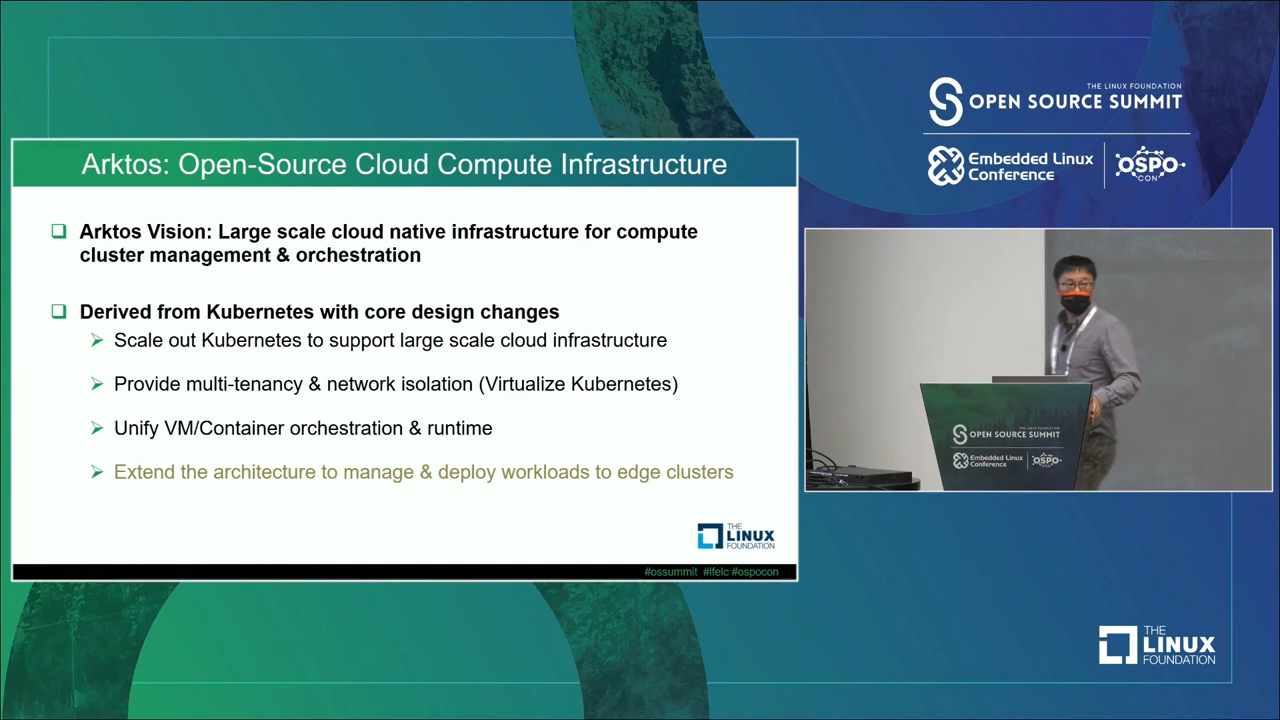 THE LINUX FOUNDATION
OPEN SOURCE SUMMIT
Embedded Linux
Conference
OSPO
CON
Arktos: Open-Source Cloud Compute Infrastructure
Arktos Vision: Large scale cloud native infrastructure for compute
cluster management & orchestration
Derived from Kubernetes with core design changes
Scale out Kubernetes to support large scale cloud infrastructure
Provide multi-tenancy & network isolation (Virtualize Kubernetes)
Unify VM/Container orchestration & runtime
Extend the architecture to manage & deploy workloads to edge clusters
THE
LINUX
FOUNDATION
#ossummit #lfelc #ospocon
OPEN SOURCE SUMMIT
Embedded Linux
Conference
OSPO
THE
LINUX
FOUNDATION